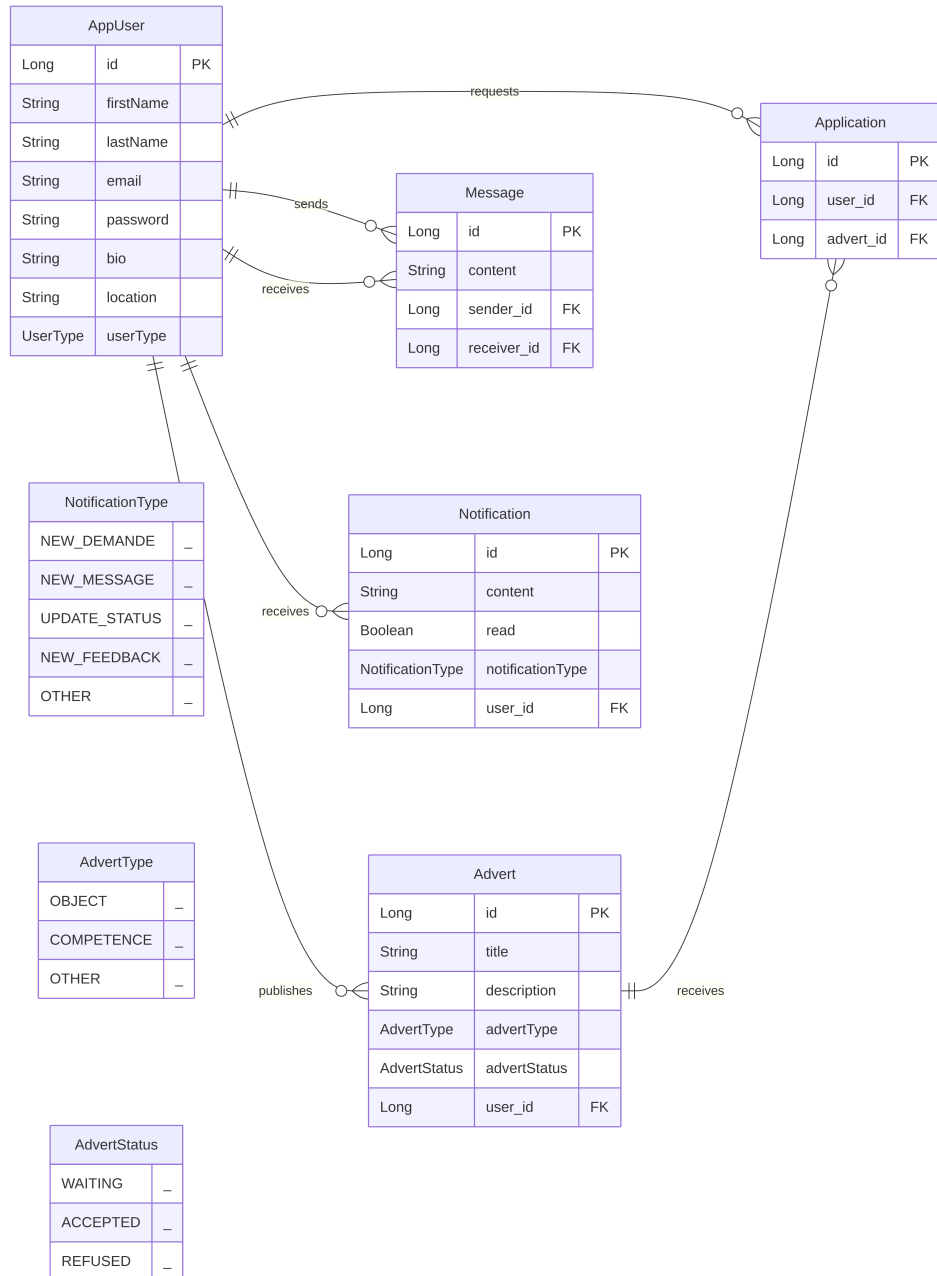 AppUser
Long id PK
String firstName
String lastName
String email
String password
String bio
String location
UserType userType
requests
Application
Long id PK
Long user_id FK
Long advert_id FK
sends
receives
Message
Long id PK
String content
Long sender_id FK
Long receiver_id FK
NotificationType
NEW_DEMANDE _
NEW_MESSAGE _
UPDATE_STATUS _
NEW_FEEDBACK _
OTHER _
receives
Notification
Long id PK
String content
Boolean read
NotificationType notificationType
Long user_id FK
AdvertType
OBJECT _
COMPETENCE _
OTHER _
publishes
Advert
Long id PK
String title
String description
AdvertType advertType
AdvertStatus advertStatus
Long user_id FK
receives
AdvertStatus
WAITING _
ACCEPTED _
REFUSED _